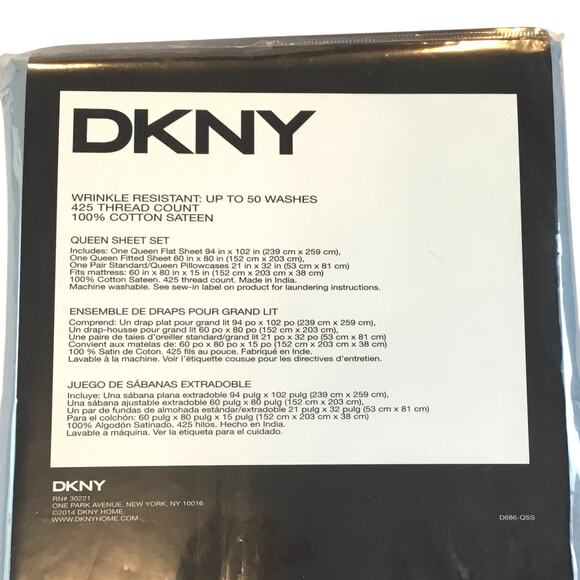 DKNY
WRINKLE RESISTANT: UP TO 50 WASHES
425 THREAD COUNT
100% COTTON SATEEN
QUEEN SHEET SET
Includes: One Queen Flat Sheet 94 in x 102 in (239 cm x 259 cm),
One Queen Fitted Sheet 60 in x 80 in (152 cm x 203 cm),
One Pair Standard/Queen Pillowcases 21 in x 32 in (53 cm x 81 cm)
Fits mattress: 60 in x 80 in x 15 in (152 cm x 203 cm x 38 cm)
100% Cotton Sateen. 425 thread count. Made in India.
Machine washable. See sew-in label on product for laundering instructions.
ENSEMBLE DE DRAPS POUR GRAND LIT
Comprend: Un drap plat pour grand lit 94 po x 102 po (239 cm x 259 cm),
Un drap-housse pour grand lit 60 po x 80 po (152 cm x 203 cm),
Une paire de taies d'oreiller standard/grand lit 21 po x 32 po (53 cm x 81 cm)
Convient aux matelas de: 60 po x 80 po x 15 po (152 cm x 203 cm x 38 cm)
100 % Satin de Coton. 425 fils au pouce. Fabriqué en Inde.
Lavable à la machine. Voir l'étiquette cousue pour les directives d'entretien.
JUEGO DE SÁBANAS EXTRADOBLE
Incluye: Una sábana plana extradoble 94 pulg x 102 pulg (239 cm x 259 cm),
Una sábana ajustable extradoble 60 pulg x 80 pulg (152 cm x 203 cm),
Un par de fundas de almohada estándar/extradoble 21 pulg x 32 pulg (53 cm x 81 cm)
Para el colchón: 60 pulg x 80 pulg x 15 pulg (152 cm x 203 cm x 38 cm)
100% Algodón Satinado. 425 hilos. Hecho en India.
Lavable a máquina. Ver la etiqueta para el cuidado.
DKNY
RN# 30221
ONE PARK AVENUE, NEW YORK, NY 10016
©2014 DKNY HOME
WWW.DKNYHOME.COM
D686-QSS